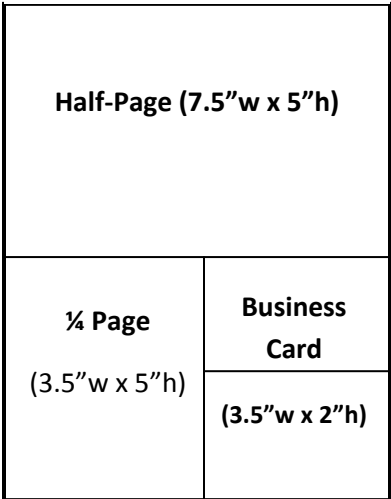 Half-Page (7.5”w x 5”h)
¼ Page
(3.5”w x 5”h)
Business
Card
(3.5”w x 2”h)